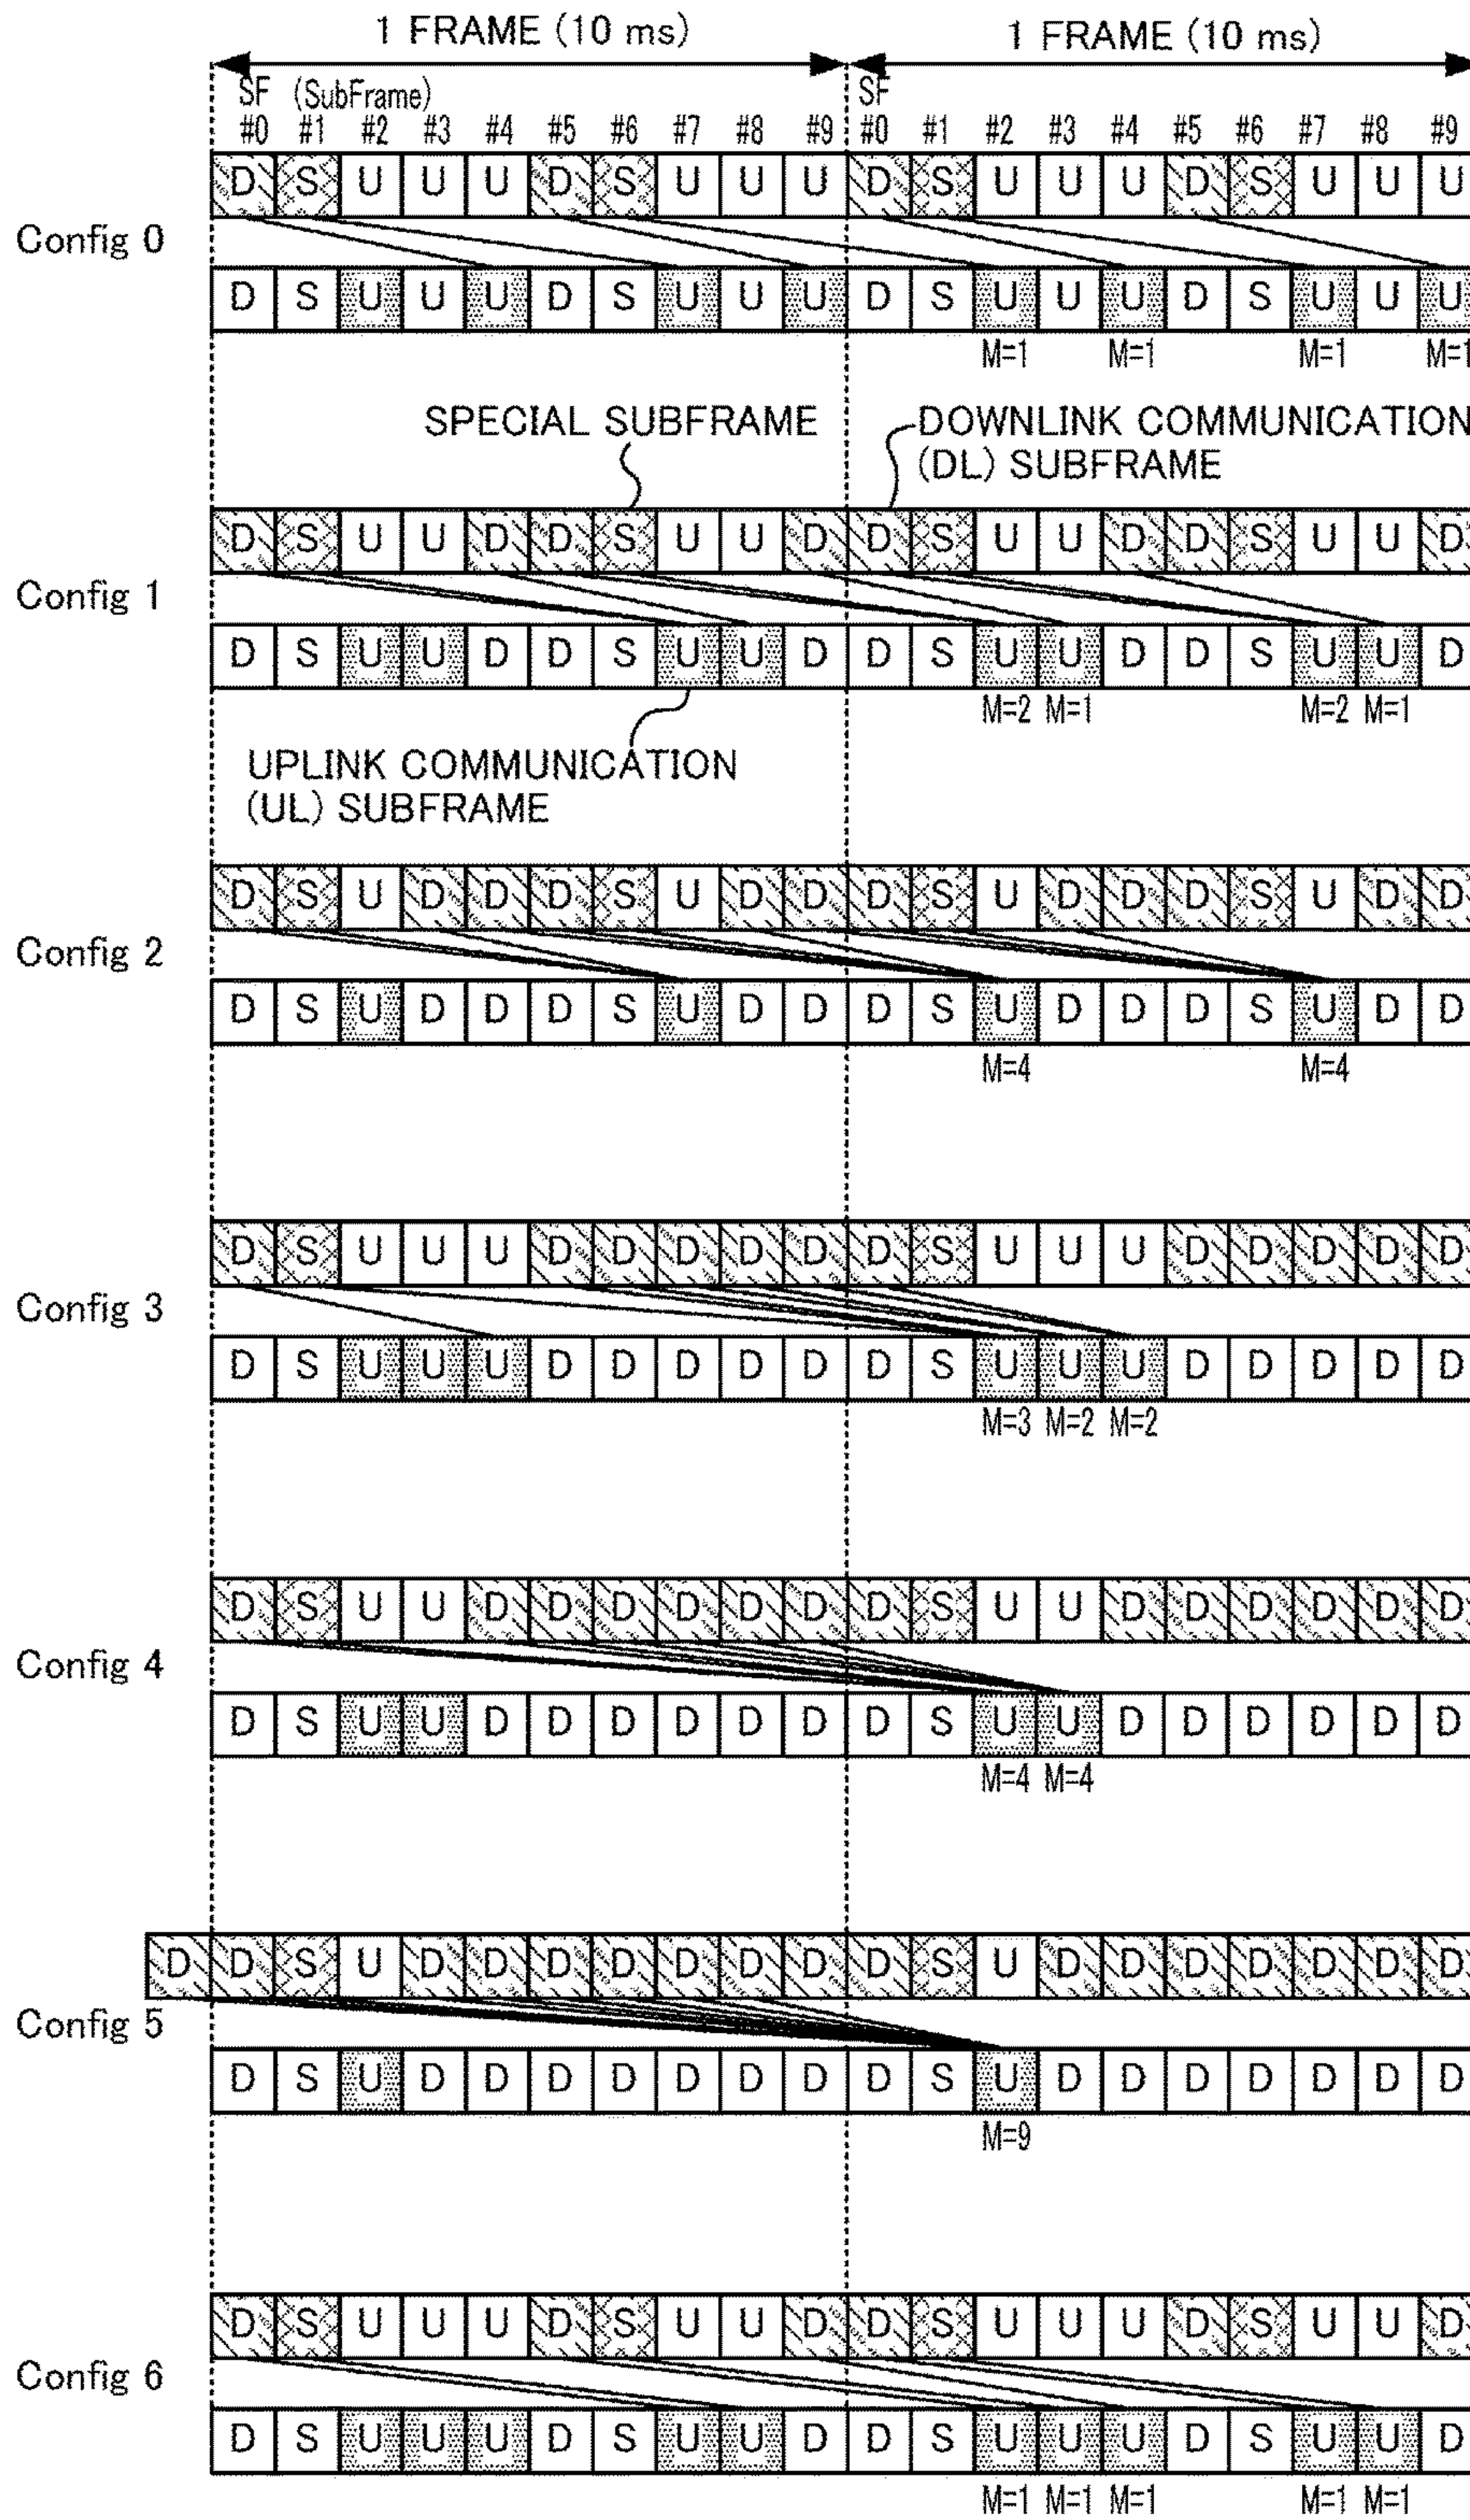 1 FRAME (10 ms) 1 FRAME (10 ms)
SF (SubFrame) SF
#0 #1 #2 #3 #4 #5 #6 #7 #8 #9 #0 #1 #2 #3 #4 #5 #6 #7 #8 #9
D S U U U D S U U U D S U U U D S U U U
Config 0
D S U U U D S U U U D S U U U D S U U U
M=1 M=1 M=1 M=1
SPECIAL SUBFRAME DOWNLINK COMMUNICATION
(DL) SUBFRAME
D S U U D D S U U D D S U U D D S U U D
Config 1
D S U U D D S U U D D S U U D D S U U D
M=2 M=1 M=2 M=1
UPLINK COMMUNICATION
(UL) SUBFRAME
D S U D D D S U D D D S U D D D S U D D
Config 2
D S U D D D S U D D D S U D D D S U D D
M=4 M=4
D S U U U D D D D D D S U U U D D D D D
Config 3
D S U U U D D D D D D S U U U D D D D D
M=3 M=2 M=2
D S U U D D D D D D D S U U D D D D D D
Config 4
D S U U D D D D D D D S U U D D D D D D
M=4 M=4
D D S U D D D D D D D D S U D D D D D D D
Config 5
D S U D D D D D D D D S U D D D D D D D
M=9
D S U U U D S U U D D S U U U D S U U D
Config 6
D S U U U D S U U D D S U U U D S U U D
M=1 M=1 M=1 M=1 M=1